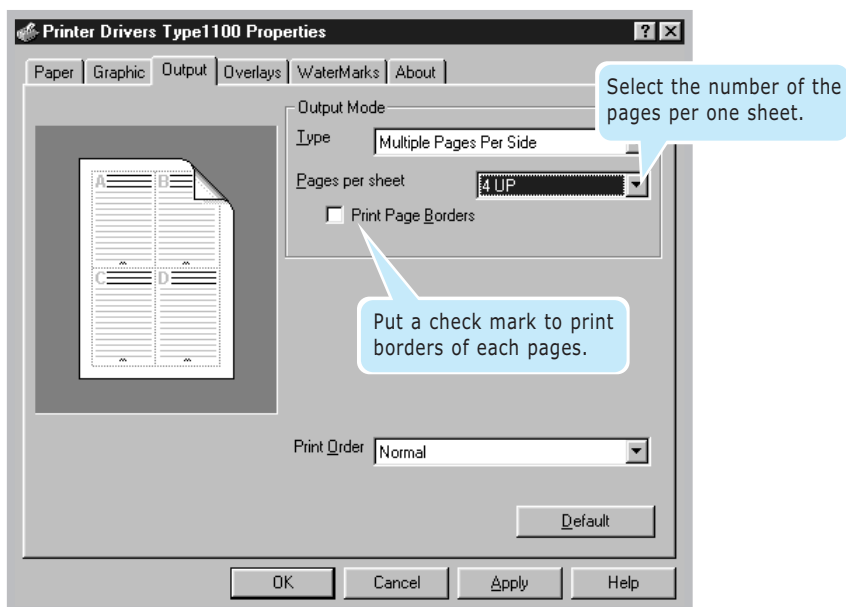 Printer Drivers Type1100 Properties
Paper Graphic Output Overlays WaterMarks About
Select the number of the
pages per one sheet.
Output Mode
Type Multiple Pages Per Side
Pages per sheet 4 UP
Print Page Borders
A B
C D
Put a check mark to print
borders of each pages.
Print Order Normal
Default
OK Cancel Apply Help